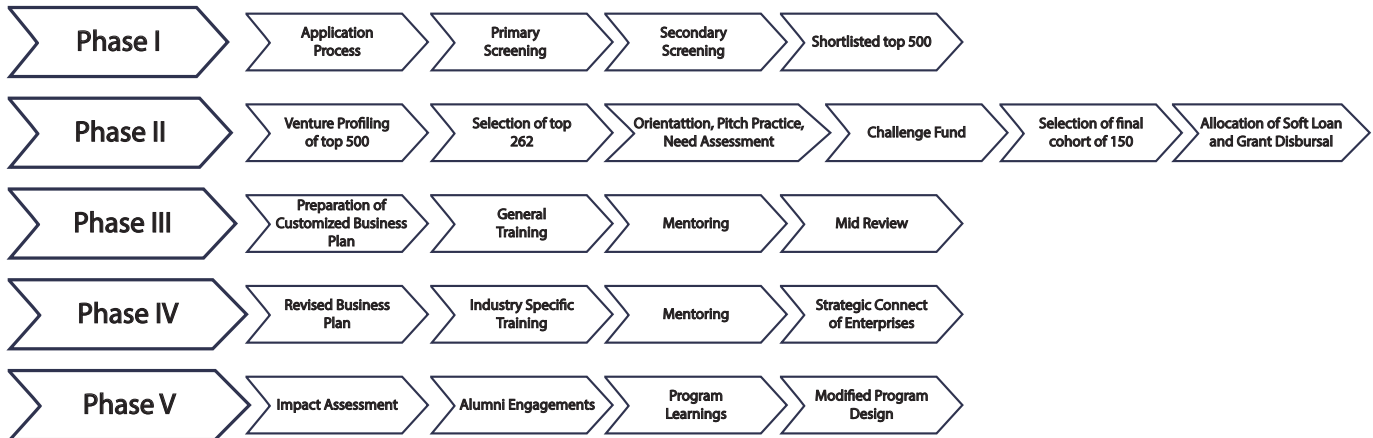 Phase I
Application
Process
Primary
Screening
Secondary
Screening
Shortlisted top 500
Phase II
Venture Profiling
of top 500
Selection of top
262
Orientattion, Pitch Practice,
Need Assessment
Challenge Fund
Selection of final
cohort of 150
Allocation of Soft Loan
and Grant Disbursal
Phase III
Preparation of
Customized Business
Plan
General
Training
Mentoring
Mid Review
Phase IV
Revised Business
Plan
Industry Specific
Training
Mentoring
Strategic Connect
of Enterprises
Phase V
Impact Assessment
Alumni Engagements
Program
Learnings
Modified Program
Design